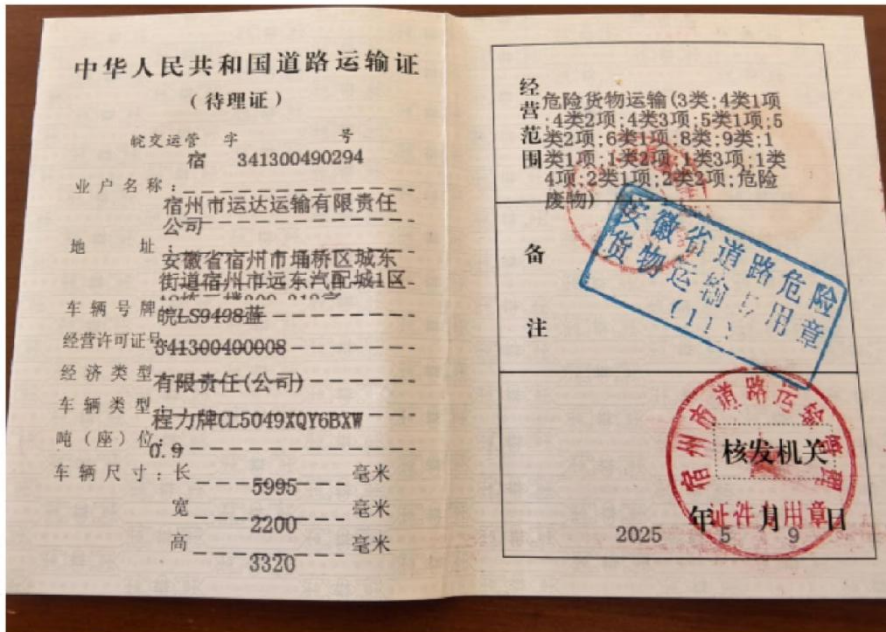 中华人民共和国道路运输证
（待理证）
皖交运管 字 号
宿 341300490294
业户名称：
宿州市运达运输有限责任
公司
地 址：
安徽省宿州市埇桥区城东
街道宿州市远东汽配城1区
车辆号牌
皖LS9498蓝
经营许可证号
341300400008
经济类型
有限责任(公司)
车辆类型：
程力牌CL5049XQY6BXW
吨（座）位：
0.9
车辆尺寸：长 5995 毫米
宽 2200 毫米
高 3320 毫米
经营范围
危险货物运输(3类;4类1项
;4类2项;4类3项;5类1项;5
类2项;6类1项;8类;9类;1
类1项;1类2项;1类3项;1类
4项;2类1项;2类2项;危险
废物)
备注
安徽省道路危险
货物运输专用章
(11)
宿州市道路运输管理
核发机关
证件专用章
2025 年 5 月 9 日